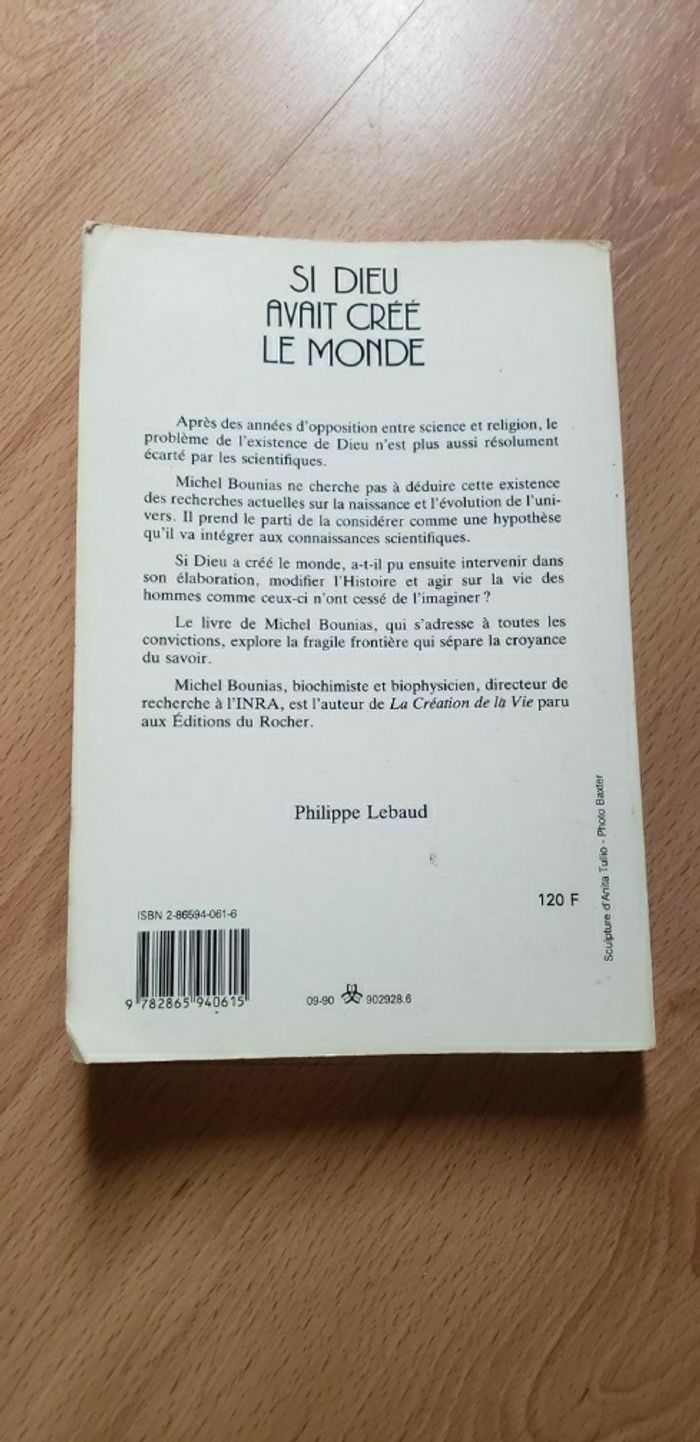 SI DIEU
AVAIT CRÉÉ
LE MONDE
Après des années d'opposition entre science et religion, le
problème de l'existence de Dieu n'est plus aussi résolument
écarté par les scientifiques.
Michel Bounias ne cherche pas à déduire cette existence
des recherches actuelles sur la naissance et l'évolution de l'uni-
vers. Il prend le parti de la considérer comme une hypothèse
qu'il va intégrer aux connaissances scientifiques.
Si Dieu a créé le monde, a-t-il pu ensuite intervenir dans
son élaboration, modifier l'Histoire et agir sur la vie des
hommes comme ceux-ci n'ont cessé de l'imaginer ?
Le livre de Michel Bounias, qui s'adresse à toutes les
convictions, explore la fragile frontière qui sépare la croyance
du savoir.
Michel Bounias, biochimiste et biophysicien, directeur de
recherche à l'INRA, est l'auteur de La Création de la Vie paru
aux Éditions du Rocher.
Philippe Lebaud
120 F
Sculpture d'Anita Tullio - Photo Baxter
ISBN 2-86594-061-6
9 782865 940615
09-90 902928.6